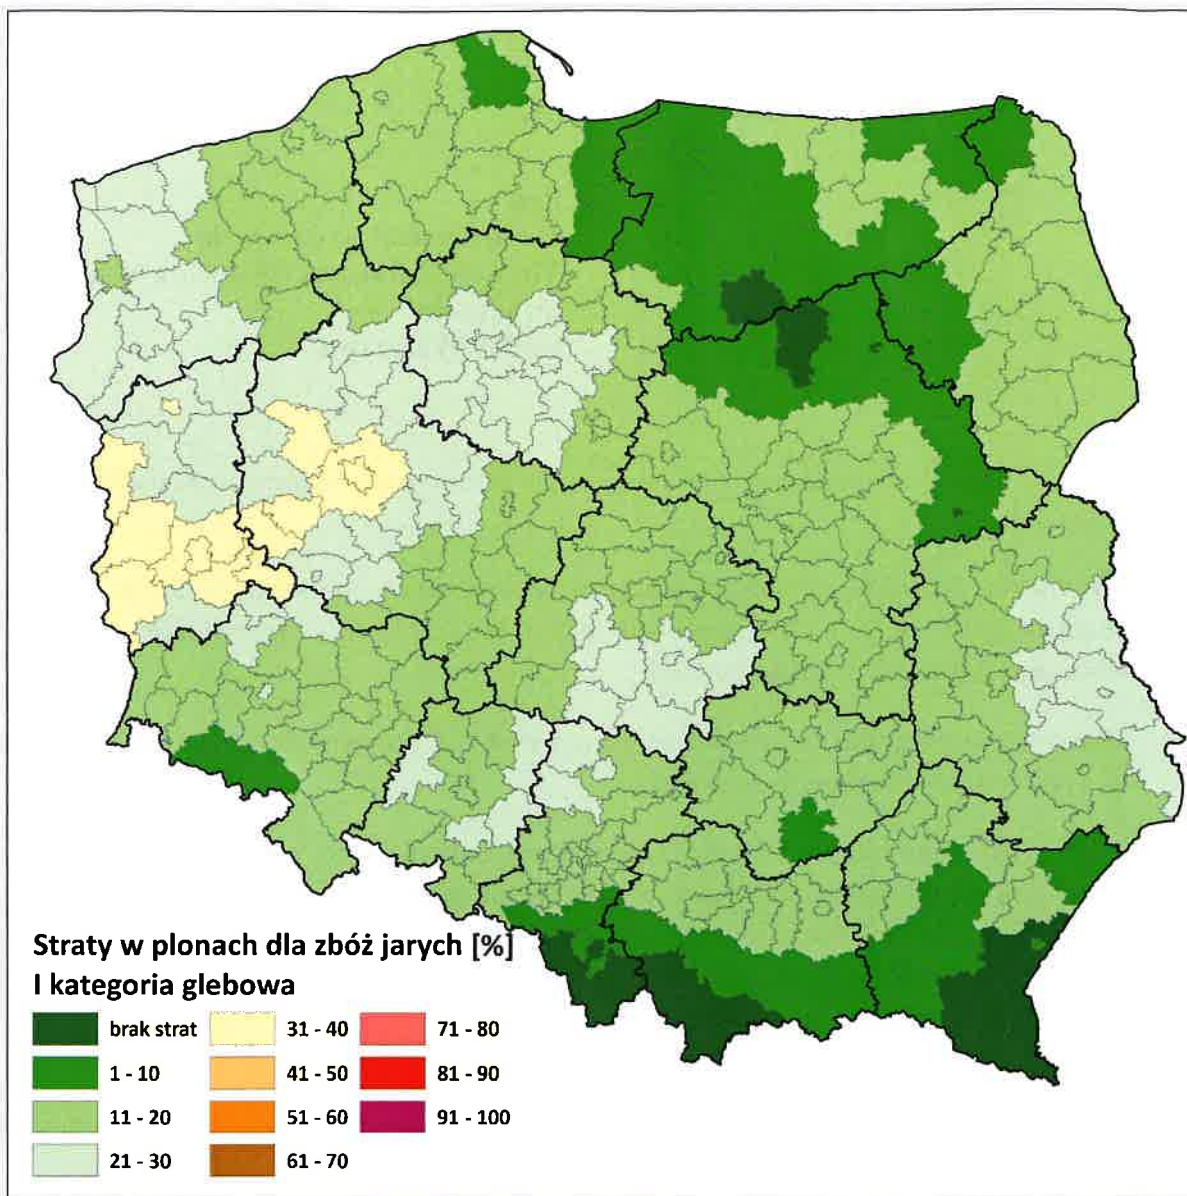 Straty w plonach dla zbóż jarych [%]
I kategoria glebowa
brak strat
1 - 10
11 - 20
21 - 30
31 - 40
41 - 50
51 - 60
61 - 70
71 - 80
81 - 90
91 - 100